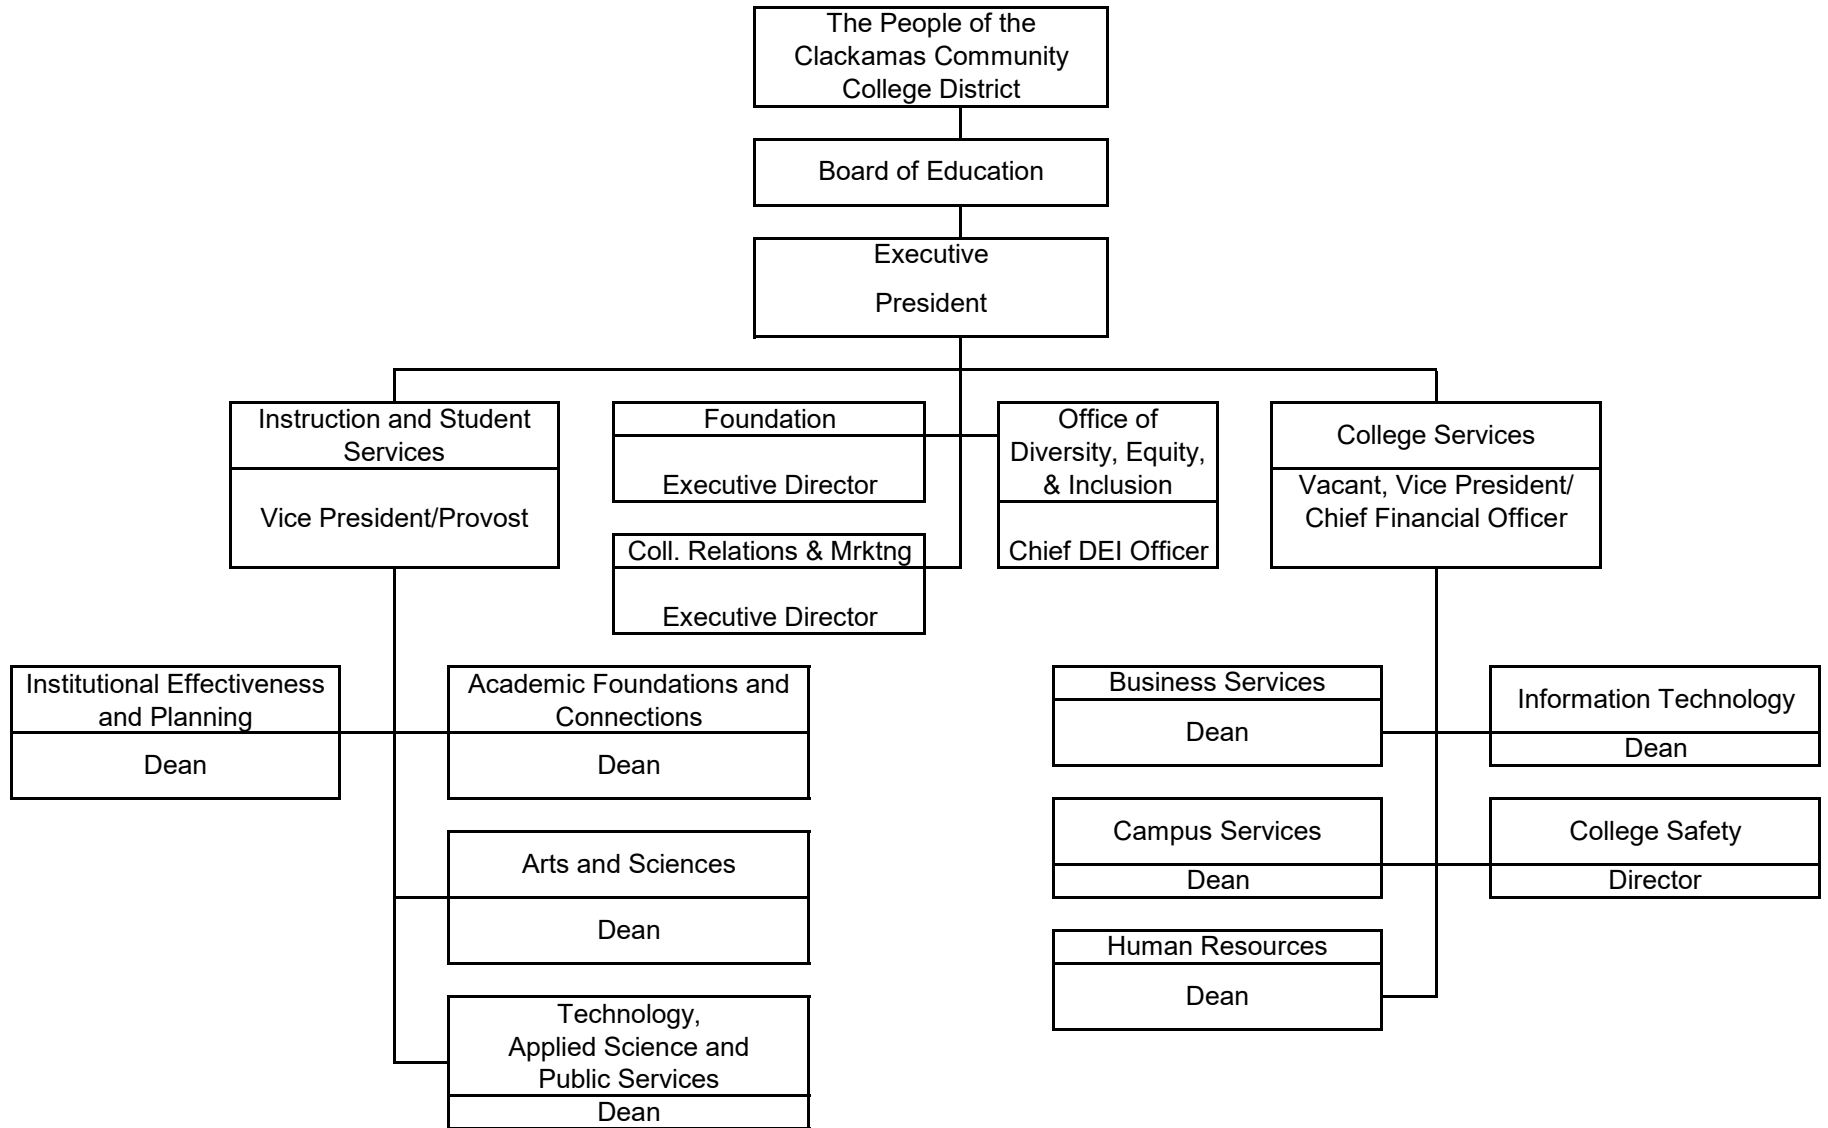 The People of the
Clackamas Community
College District
Board of Education
Executive
President
Instruction and Student
Services
Vice President/Provost
Foundation
Executive Director
Coll. Relations & Mrktng
Executive Director
Office of
Diversity, Equity,
& Inclusion
Chief DEI Officer
College Services
Vacant, Vice President/
Chief Financial Officer
Institutional Effectiveness
and Planning
Dean
Academic Foundations and
Connections
Dean
Arts and Sciences
Dean
Technology,
Applied Science and
Public Services
Dean
Business Services
Dean
Information Technology
Dean
Campus Services
Dean
College Safety
Director
Human Resources
Dean